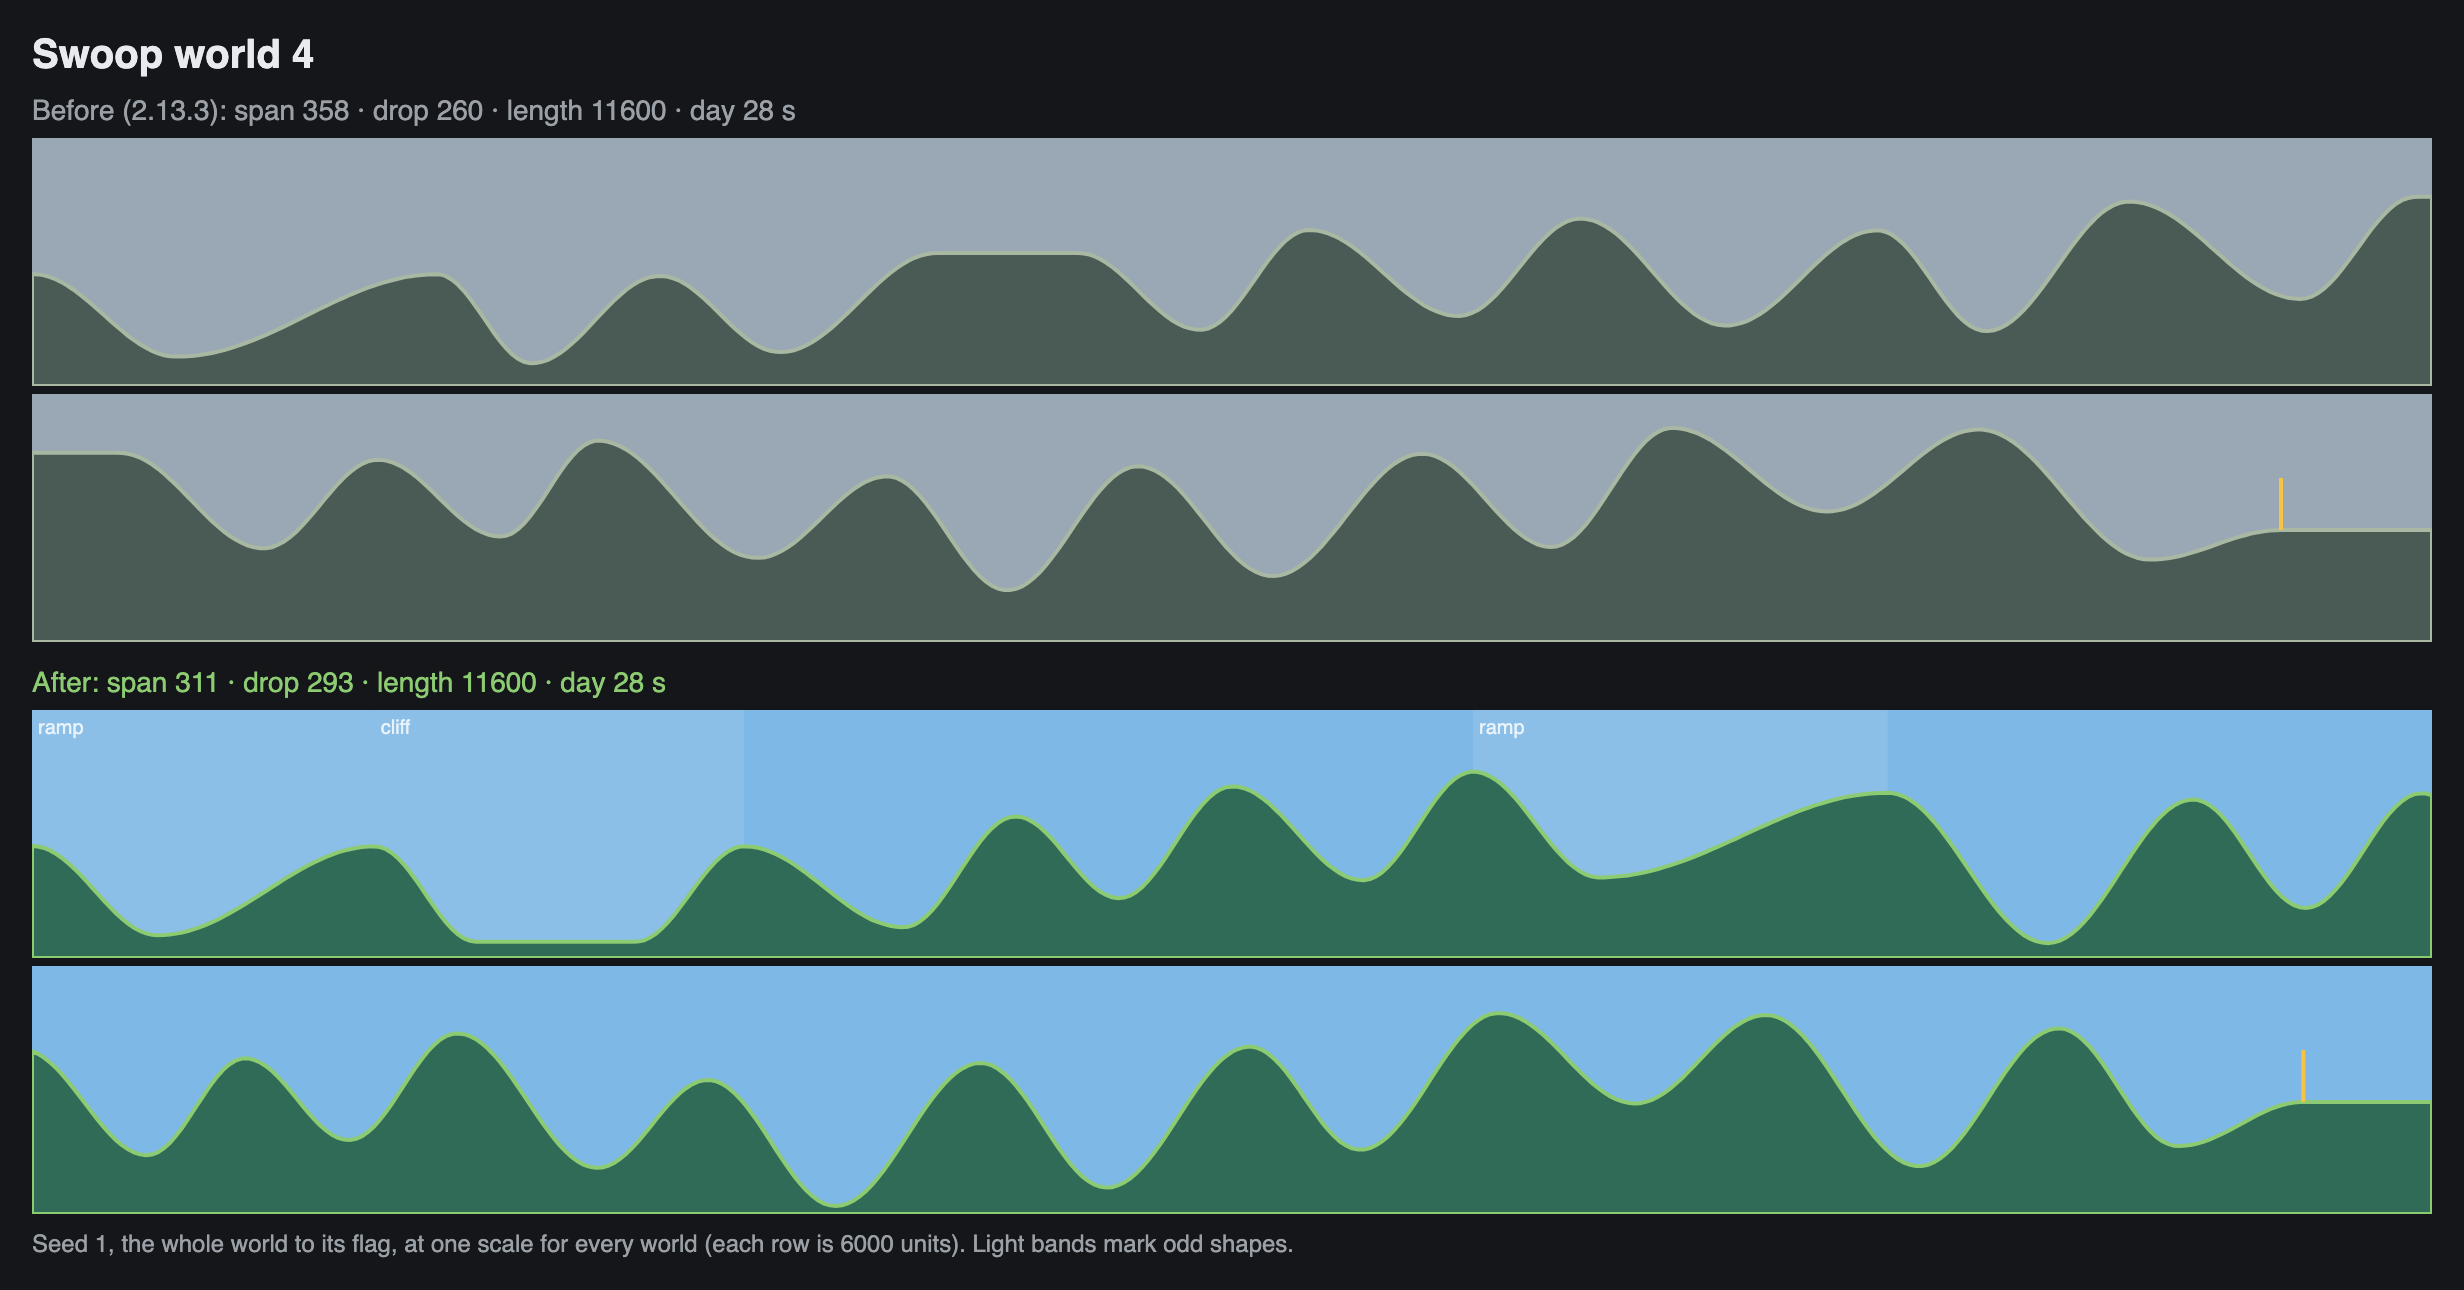 Swoop world 4
Before (2.13.3): span 358 · drop 260 · length 11600 · day 28 s
After: span 311 · drop 293 · length 11600 · day 28 s
ramp cliff ramp
Seed 1, the whole world to its flag, at one scale for every world (each row is 6000 units). Light bands mark odd shapes.